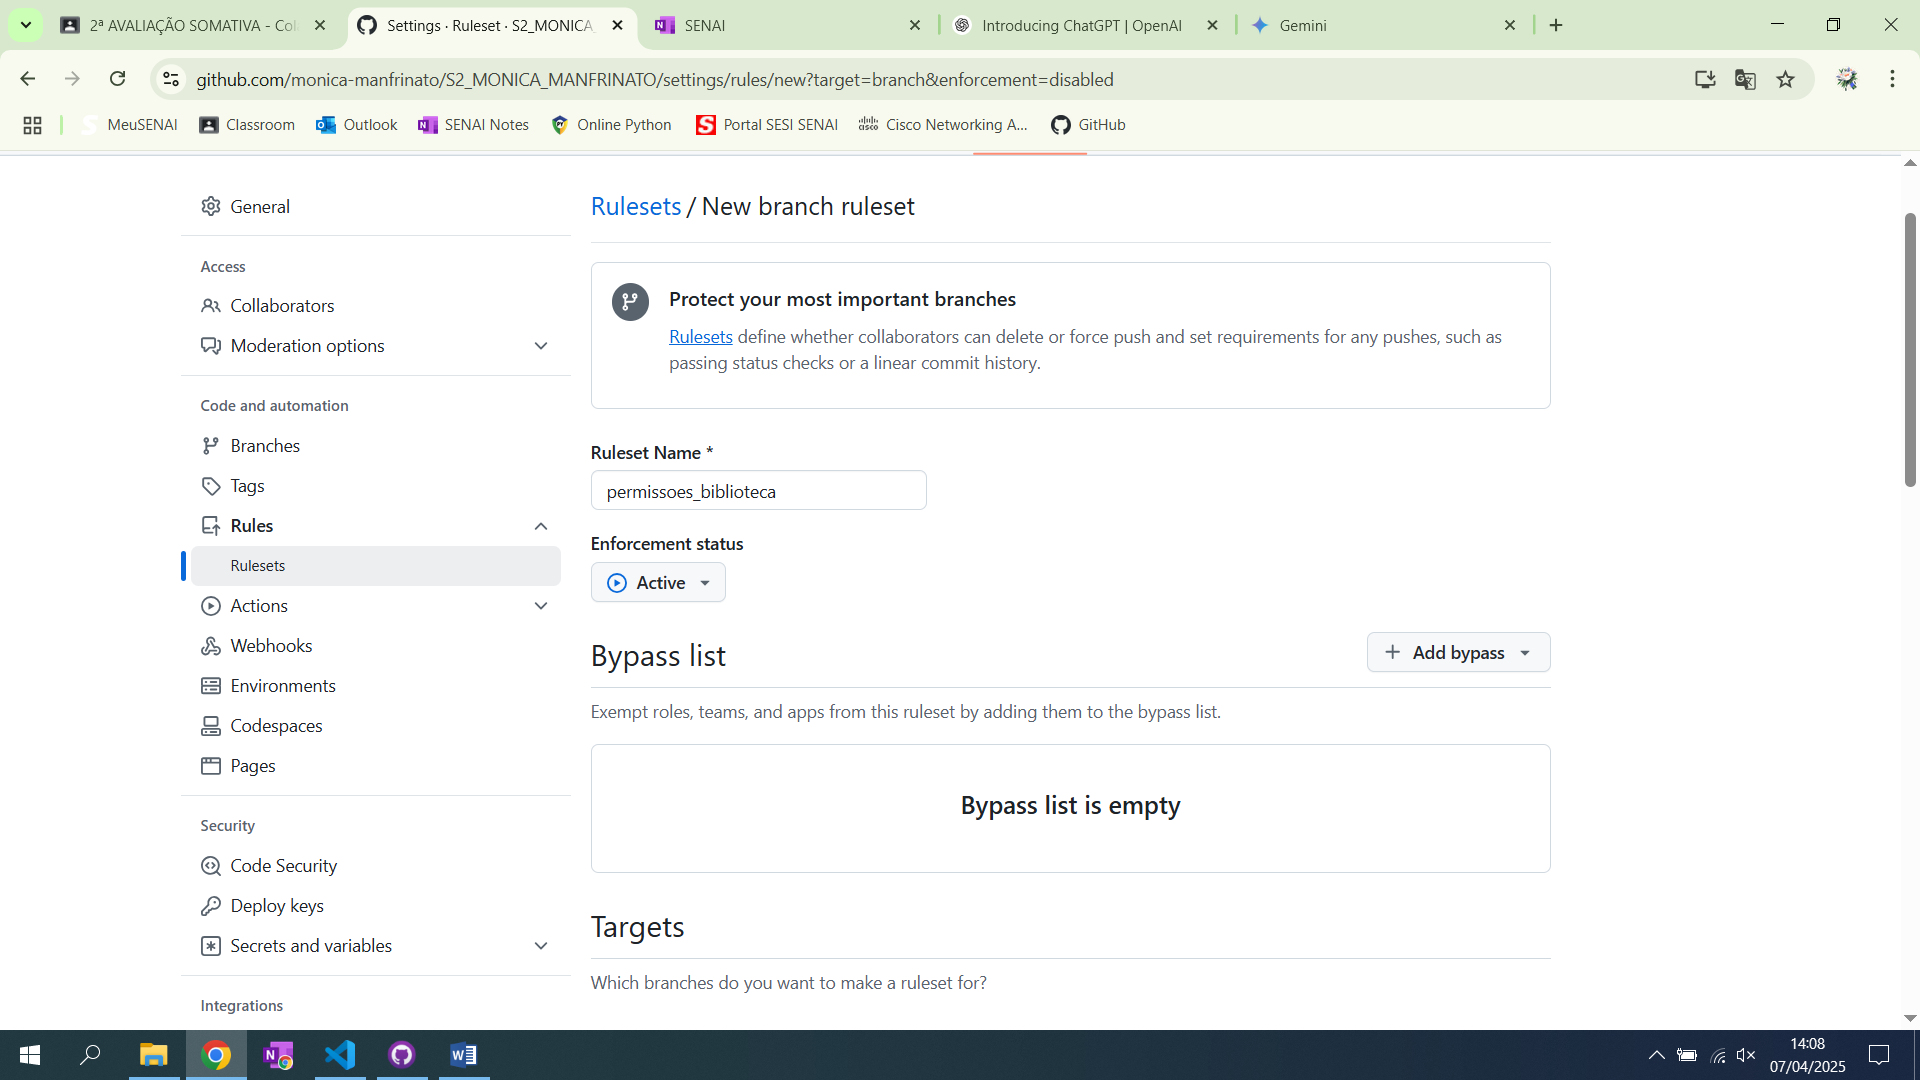 2ª AVALIAÇÃO SOMATIVA - Col
Settings · Ruleset · S2_MONICA_
SENAI
Introducing ChatGPT | OpenAI
Gemini
github.com/monica-manfrinato/S2_MONICA_MANFRINATO/settings/rules/new?target=branch&enforcement=disabled
MeuSENAI
Classroom
Outlook
SENAI Notes
Online Python
Portal SESI SENAI
Cisco Networking A...
GitHub
General
Access
Collaborators
Moderation options
Code and automation
Branches
Tags
Rules
Rulesets
Actions
Webhooks
Environments
Codespaces
Pages
Security
Code Security
Deploy keys
Secrets and variables
Integrations
Rulesets / New branch ruleset
Protect your most important branches
Rulesets define whether collaborators can delete or force push and set requirements for any pushes, such as
passing status checks or a linear commit history.
Ruleset Name *
permissoes_biblioteca
Enforcement status
Active
Bypass list
Add bypass
Exempt roles, teams, and apps from this ruleset by adding them to the bypass list.
Bypass list is empty
Targets
Which branches do you want to make a ruleset for?
14:08
07/04/2025